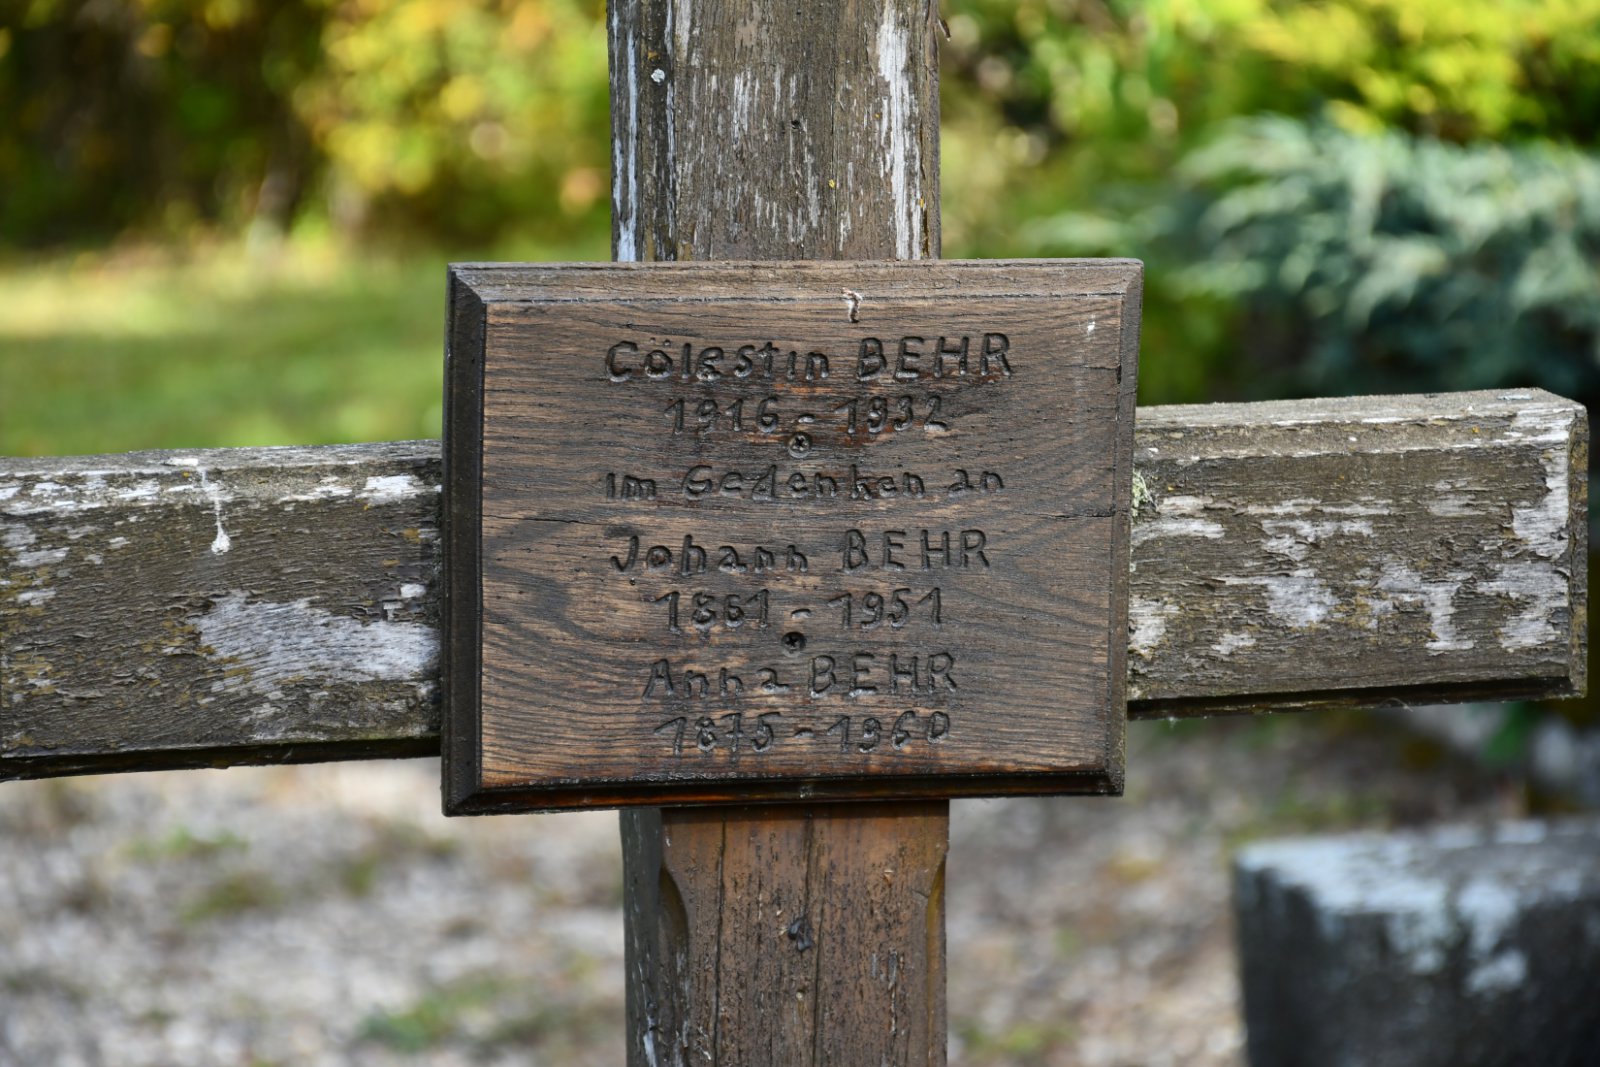 Cölestin BEHR
1916 - 1932
im Gedenken an
Johann BEHR
1861 - 1951
Anna BEHR
1875 - 1960